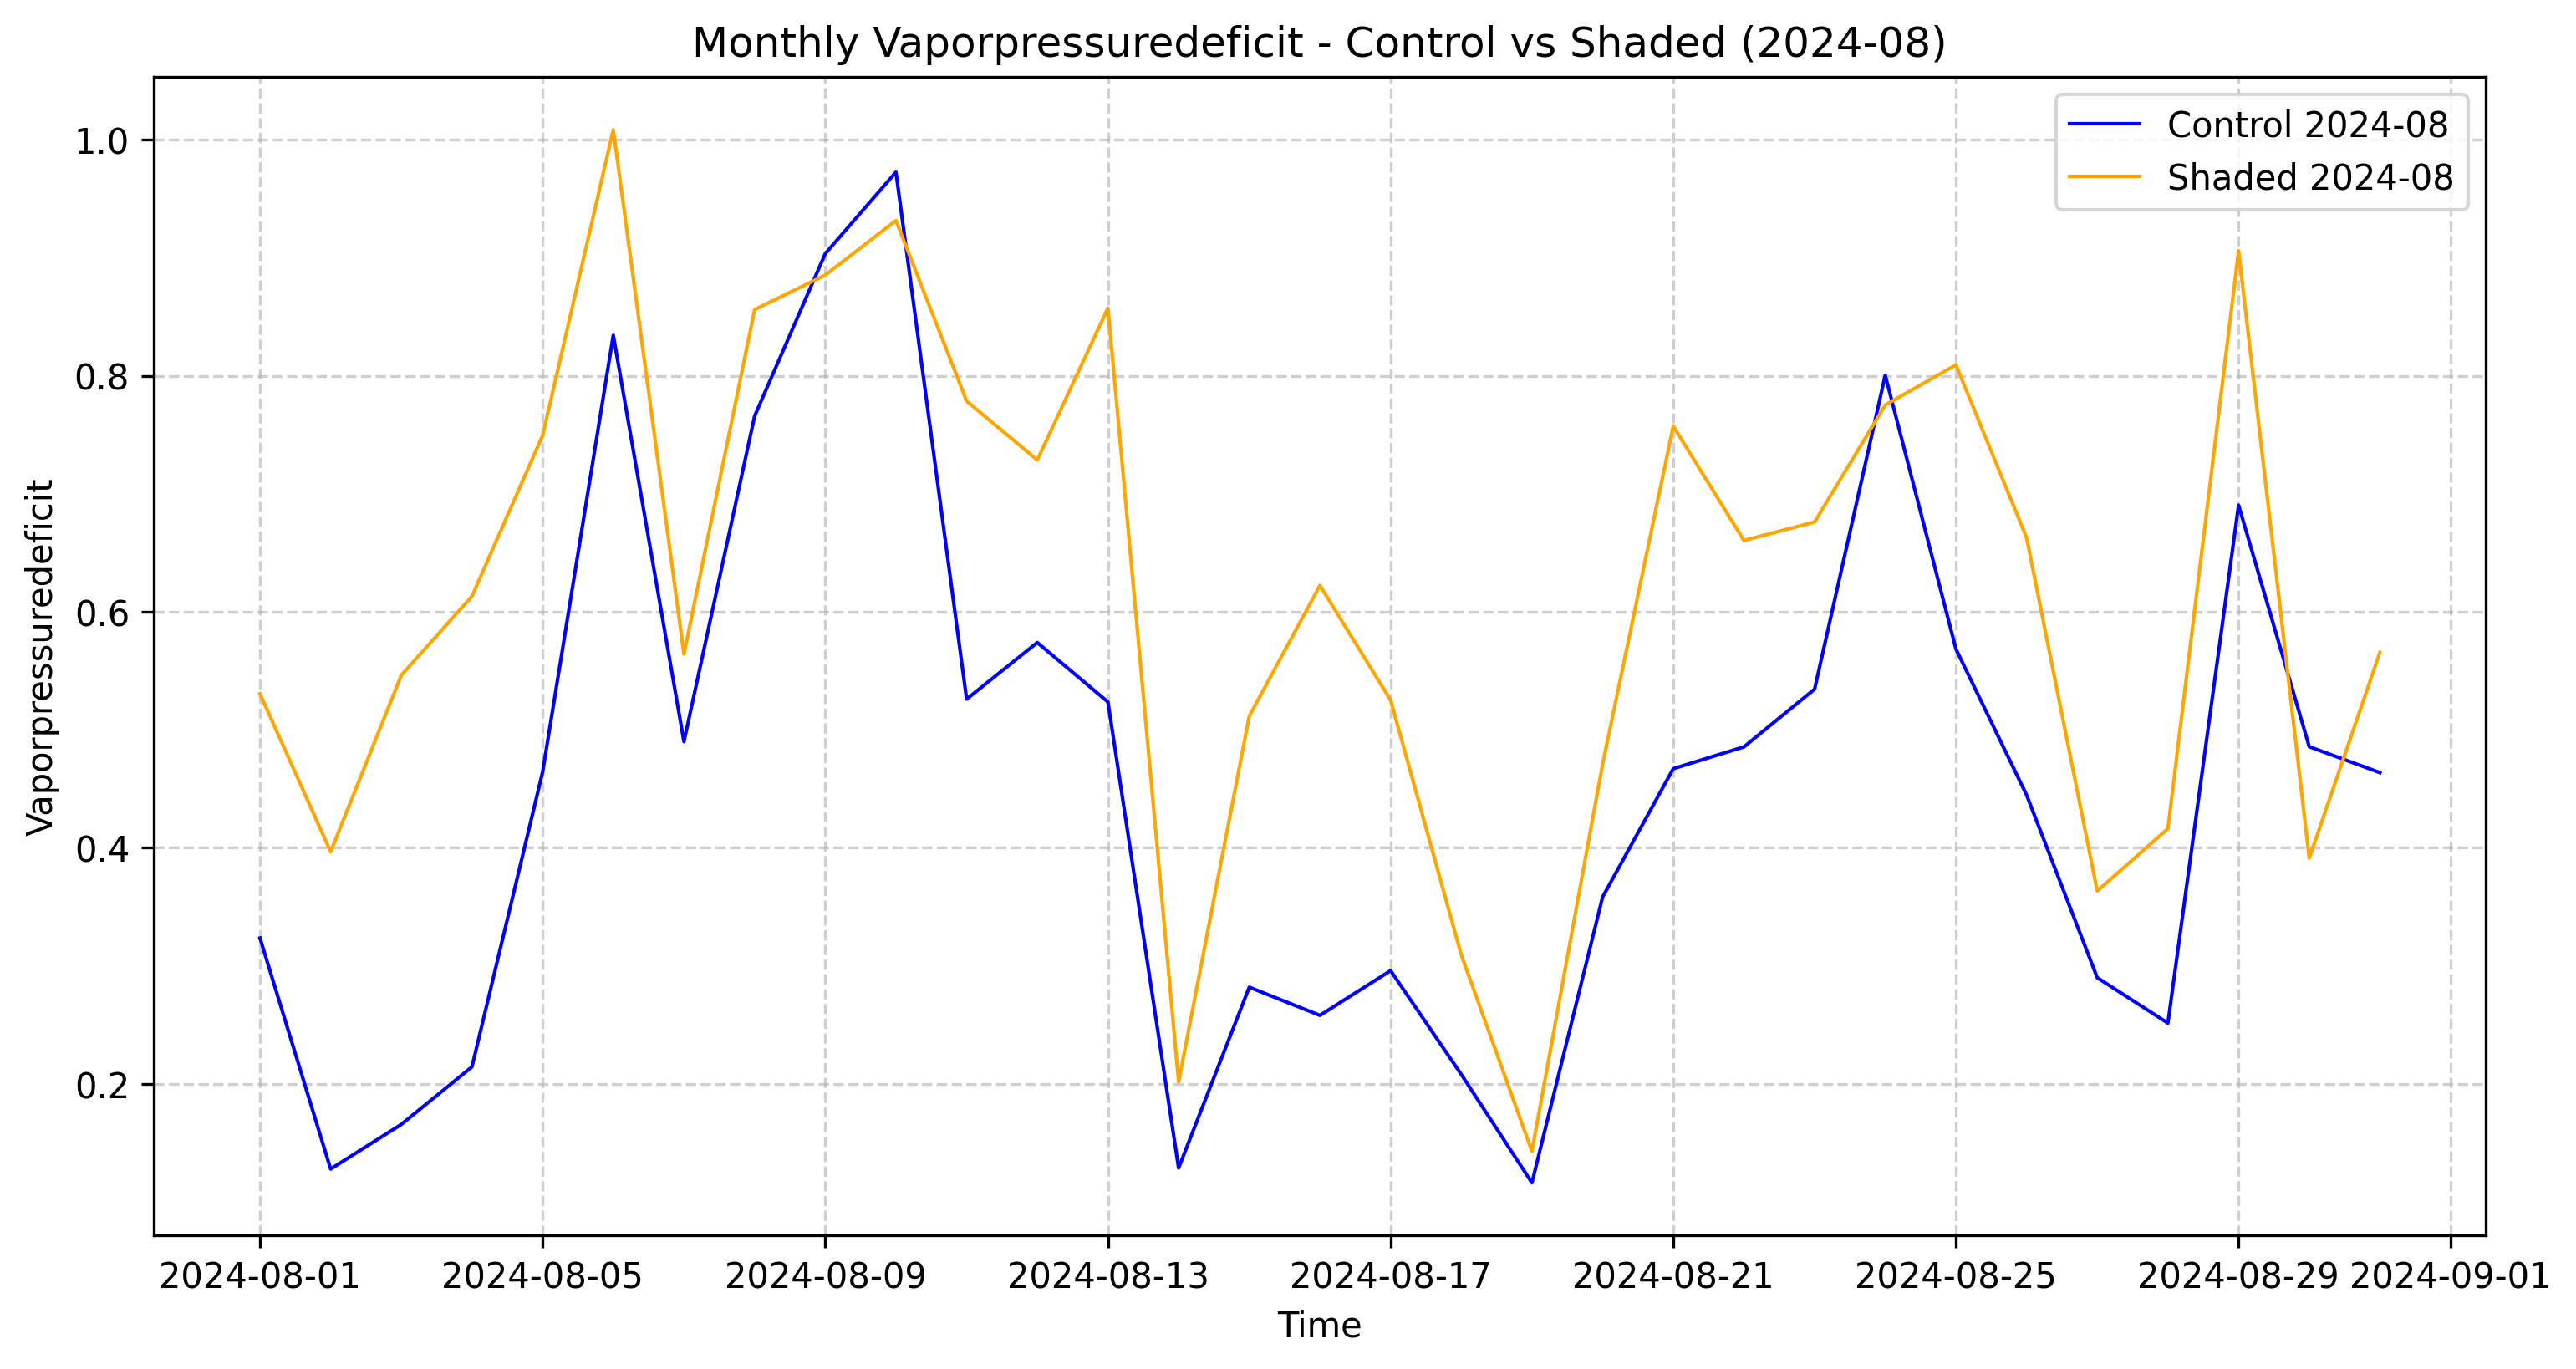 Monthly Vaporpressuredeficit - Control vs Shaded (2024-08)
Control 2024-08
Shaded 2024-08
Vaporpressuredeficit
1.0
0.8
0.6
0.4
0.2
2024-08-01 2024-08-05 2024-08-09 2024-08-13 2024-08-17 2024-08-21 2024-08-25 2024-08-29 2024-09-01
Time